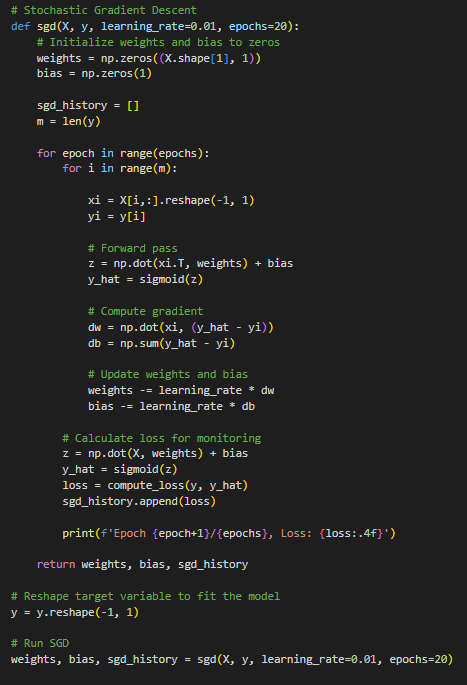 # Stochastic Gradient Descent
def sgd(X, y, learning_rate=0.01, epochs=20):
    # Initialize weights and bias to zeros
    weights = np.zeros((X.shape[1], 1))
    bias = np.zeros(1)

    sgd_history = []
    m = len(y)

    for epoch in range(epochs):
        for i in range(m):

            xi = X[i,:].reshape(-1, 1)
            yi = y[i]

            # Forward pass
            z = np.dot(xi.T, weights) + bias
            y_hat = sigmoid(z)

            # Compute gradient
            dw = np.dot(xi, (y_hat - yi))
            db = np.sum(y_hat - yi)

            # Update weights and bias
            weights -= learning_rate * dw
            bias -= learning_rate * db

        # Calculate loss for monitoring
        z = np.dot(X, weights) + bias
        y_hat = sigmoid(z)
        loss = compute_loss(y, y_hat)
        sgd_history.append(loss)

        print(f'Epoch {epoch+1}/{epochs}, Loss: {loss:.4f}')

    return weights, bias, sgd_history

# Reshape target variable to fit the model
y = y.reshape(-1, 1)

# Run SGD
weights, bias, sgd_history = sgd(X, y, learning_rate=0.01, epochs=20)